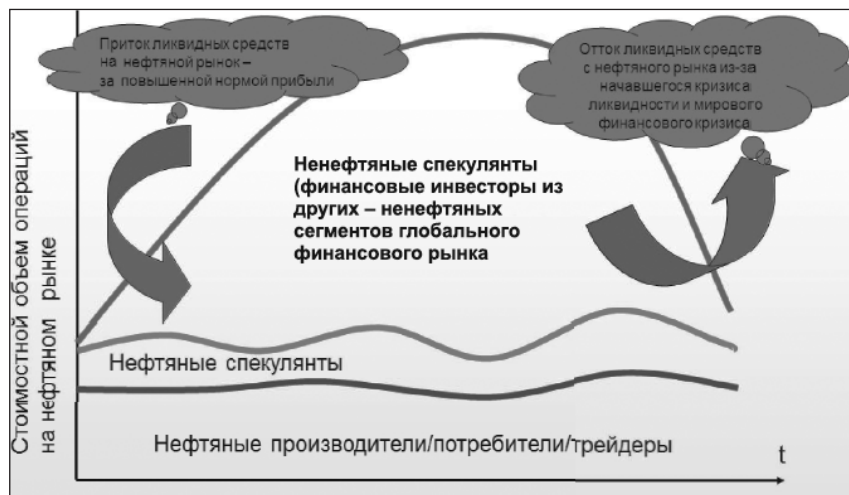 Приток ликвидных средств
на нефтяной рынок –
за повышенной нормой прибыли
Отток ликвидных средств
с нефтяного рынка из-за
начавшегося кризиса
ликвидности и мирового
финансового кризиса
Ненефтяные спекулянты
(финансовые инвесторы из
других – ненефтяных
сегментов глобального
финансового рынка
Стоимостной объем операций
на нефтяном рынке
Нефтяные спекулянты
Нефтяные производители/потребители/трейдеры
t